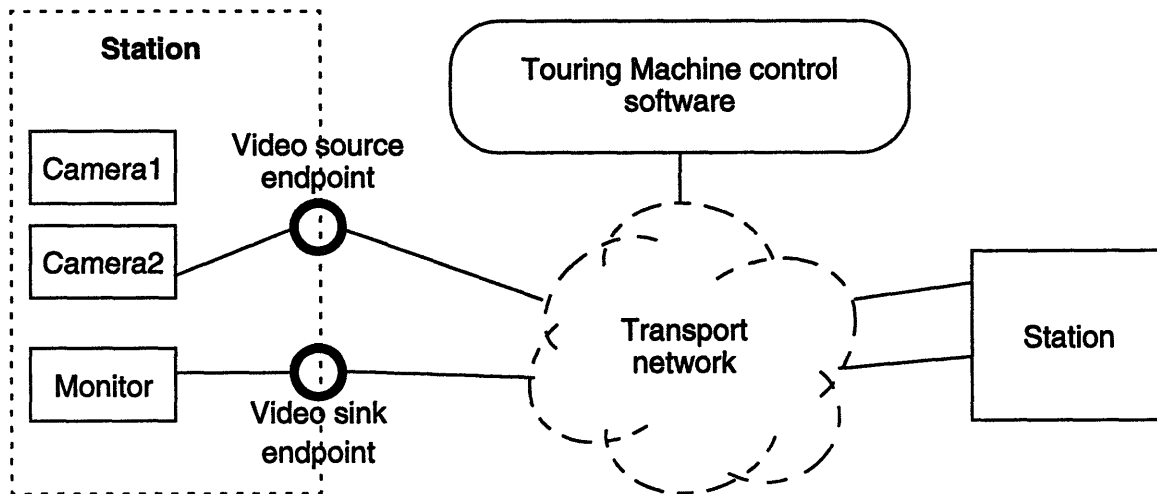 Station
Touring Machine control
software
Camera1
Video source
endpoint
Camera2
Transport
network
Station
Monitor
Video sink
endpoint